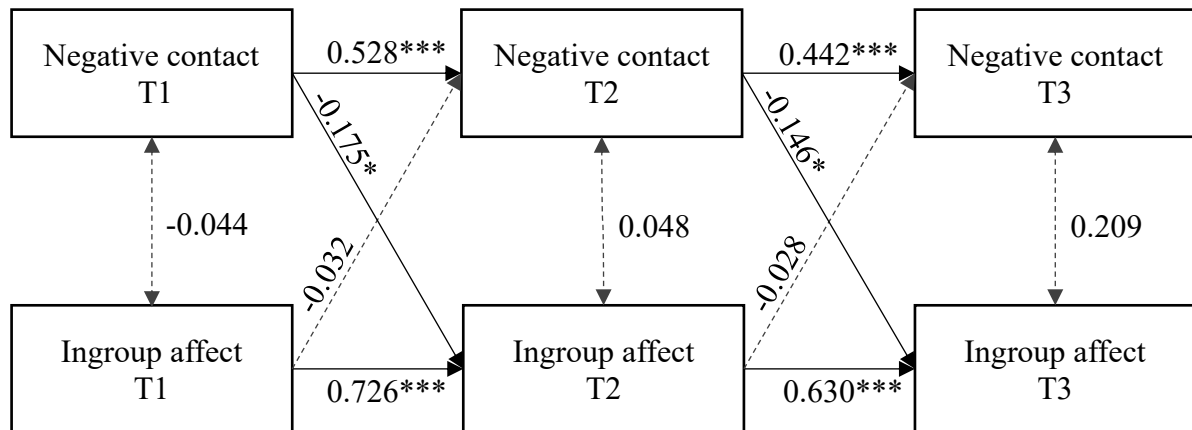 Negative contact
T1
0.528***
Negative contact
T2
0.442***
Negative contact
T3
-0.175*
-0.146*
-0.044
-0.032
0.048
-0.028
0.209
Ingroup affect
T1
0.726***
Ingroup affect
T2
0.630***
Ingroup affect
T3